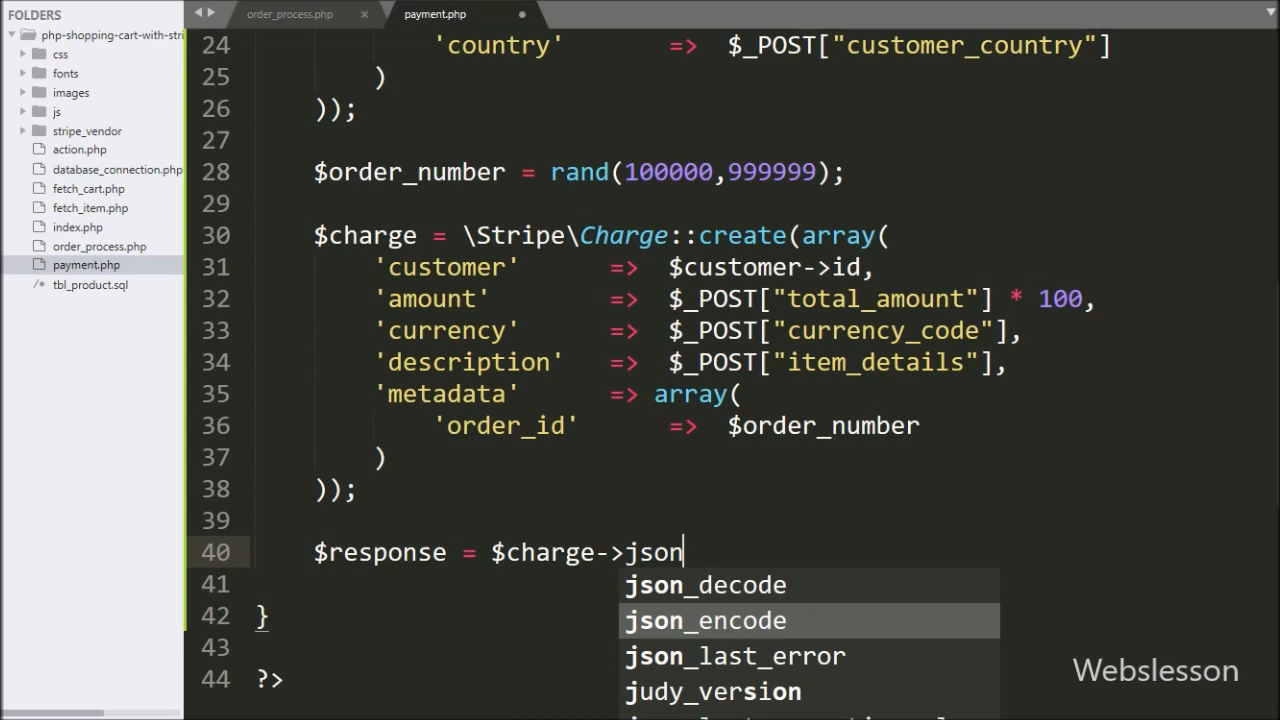 FOLDERS
php-shopping-cart-with-stri
css
fonts
images
js
stripe_vendor
action.php
database_connection.php
fetch_cart.php
fetch_item.php
index.php
order_process.php
payment.php
/* tbl_product.sql
order_process.php ×
payment.php
24 'country' => $_POST["customer_country"]
25 )
26 ));
27
28 $order_number = rand(100000,999999);
29
30 $charge = \Stripe\Charge::create(array(
31 'customer' => $customer->id,
32 'amount' => $_POST["total_amount"] * 100,
33 'currency' => $_POST["currency_code"],
34 'description' => $_POST["item_details"],
35 'metadata' => array(
36 'order_id' => $order_number
37 )
38 ));
39
40 $response = $charge->json
41
42 }
43
44 ?>
json_decode
json_encode
json_last_error
judy_version
Webslesson